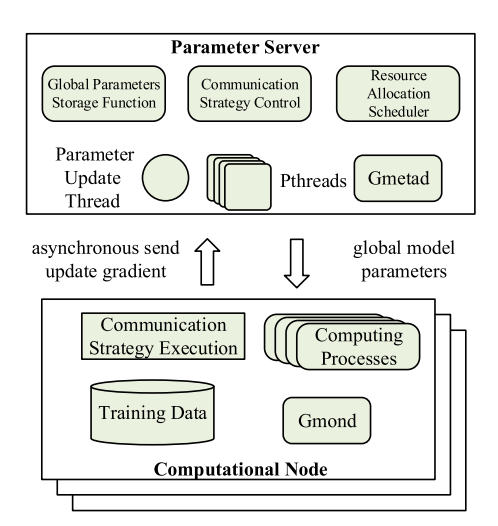 Parameter Server
Global Parameters
Storage Function
Communication
Strategy Control
Resource
Allocation
Scheduler
Parameter
Update
Thread
Pthreads
Gmetad
asynchronous send
update gradient
global model
parameters
Communication
Strategy Execution
Computing
Processes
Training Data
Gmond
Computational Node